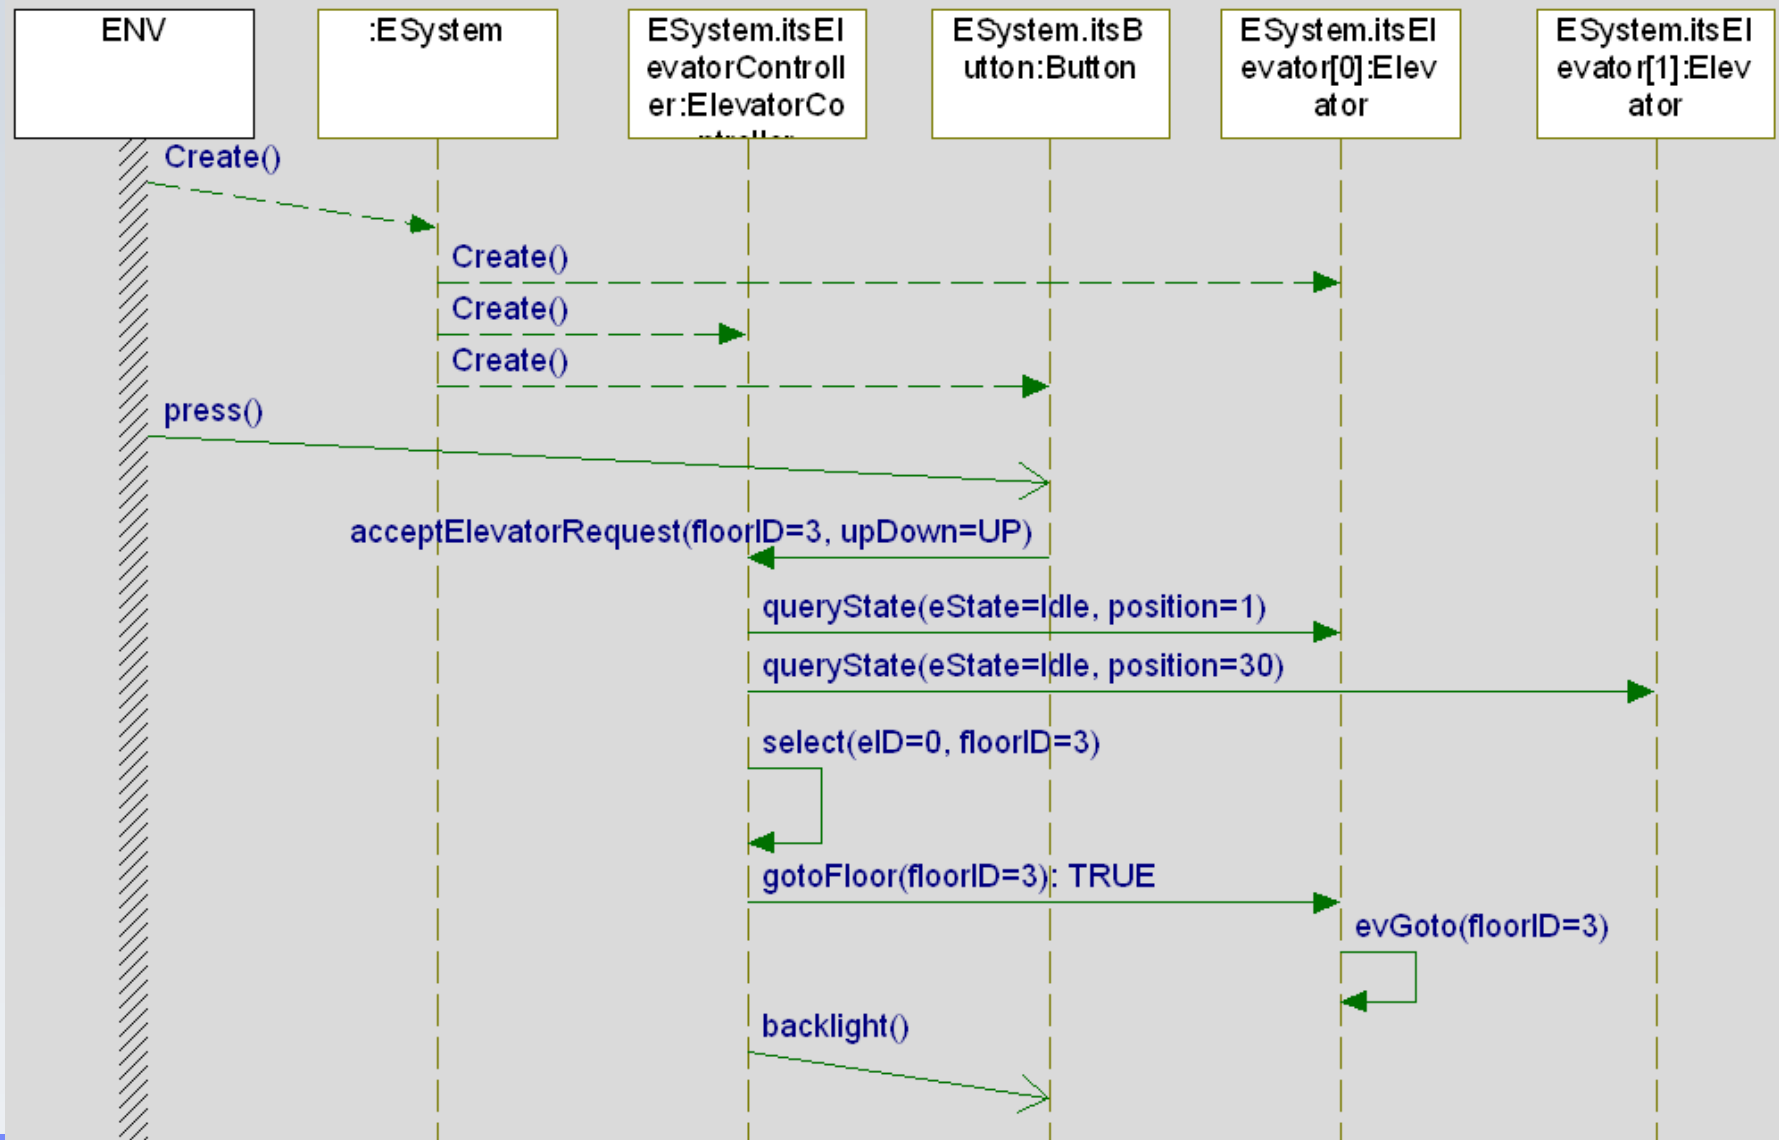 ENV
:ESystem
ESystem.itsEl
evatorControll
er:ElevatorCo
ESystem.itsB
utton:Button
ESystem.itsEl
evator[0]:Elev
ator
ESystem.itsEl
evator[1]:Elev
ator
Create()
Create()
Create()
Create()
press()
acceptElevatorRequest(floorID=3, upDown=UP)
queryState(eState=Idle, position=1)
queryState(eState=Idle, position=30)
select(eID=0, floorID=3)
gotoFloor(floorID=3): TRUE
evGoto(floorID=3)
backlight()